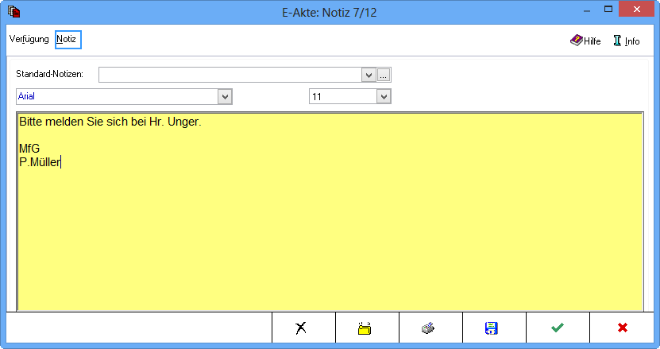 E-Akte: Notiz 7/12
Verfügung Notiz
Hilfe Info
Standard-Notizen:
...
Arial 11
Bitte melden Sie sich bei Hr. Unger.
MfG
P.Müller